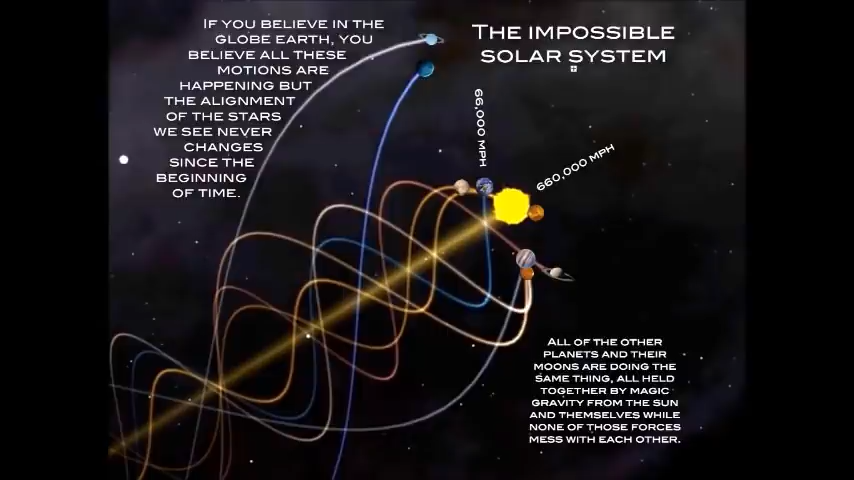 If you believe in the
globe earth, you
believe all these
motions are
happening but
the alignment
of the stars
we see never
changes
since the
beginning
of time.
The impossible
solar system
66,000 mph
660,000 mph
All of the other
planets and their
moons are doing the
same thing, all held
together by magic
gravity from the sun
and themselves while
none of those forces
mess with each other.